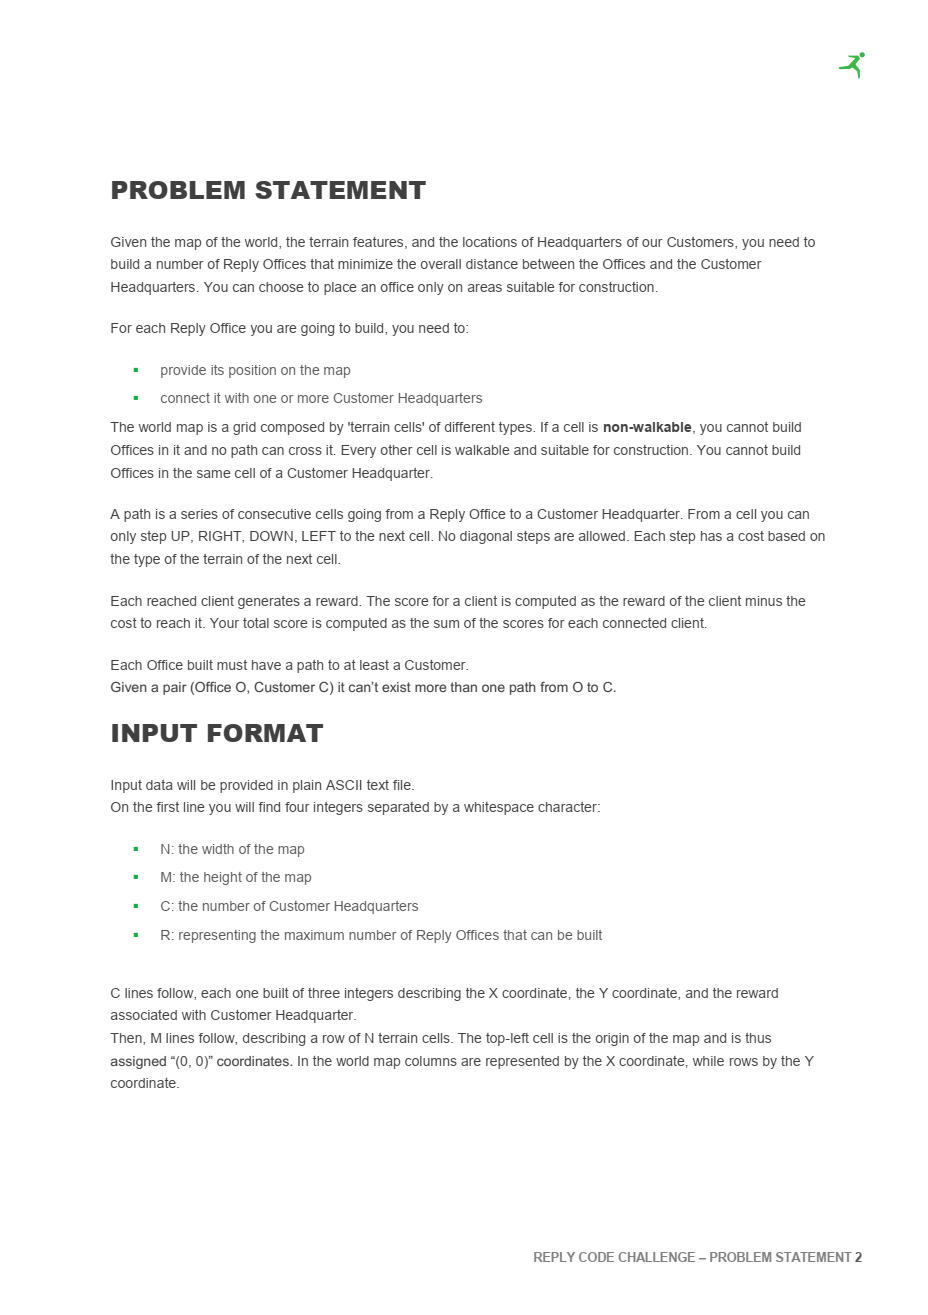 PROBLEM STATEMENT
Given the map of the world, the terrain features, and the locations of Headquarters of our Customers, you need to
build a number of Reply Offices that minimize the overall distance between the Offices and the Customer
Headquarters. You can choose to place an office only on areas suitable for construction.
For each Reply Office you are going to build, you need to:
▪ provide its position on the map
▪ connect it with one or more Customer Headquarters
The world map is a grid composed by 'terrain cells' of different types. If a cell is non-walkable, you cannot build
Offices in it and no path can cross it. Every other cell is walkable and suitable for construction. You cannot build
Offices in the same cell of a Customer Headquarter.
A path is a series of consecutive cells going from a Reply Office to a Customer Headquarter. From a cell you can
only step UP, RIGHT, DOWN, LEFT to the next cell. No diagonal steps are allowed. Each step has a cost based on
the type of the terrain of the next cell.
Each reached client generates a reward. The score for a client is computed as the reward of the client minus the
cost to reach it. Your total score is computed as the sum of the scores for each connected client.
Each Office built must have a path to at least a Customer.
Given a pair (Office O, Customer C) it can’t exist more than one path from O to C.
INPUT FORMAT
Input data will be provided in plain ASCII text file.
On the first line you will find four integers separated by a whitespace character:
▪ N: the width of the map
▪ M: the height of the map
▪ C: the number of Customer Headquarters
▪ R: representing the maximum number of Reply Offices that can be built
C lines follow, each one built of three integers describing the X coordinate, the Y coordinate, and the reward
associated with Customer Headquarter.
Then, M lines follow, describing a row of N terrain cells. The top-left cell is the origin of the map and is thus
assigned “(0, 0)” coordinates. In the world map columns are represented by the X coordinate, while rows by the Y
coordinate.
REPLY CODE CHALLENGE – PROBLEM STATEMENT 2